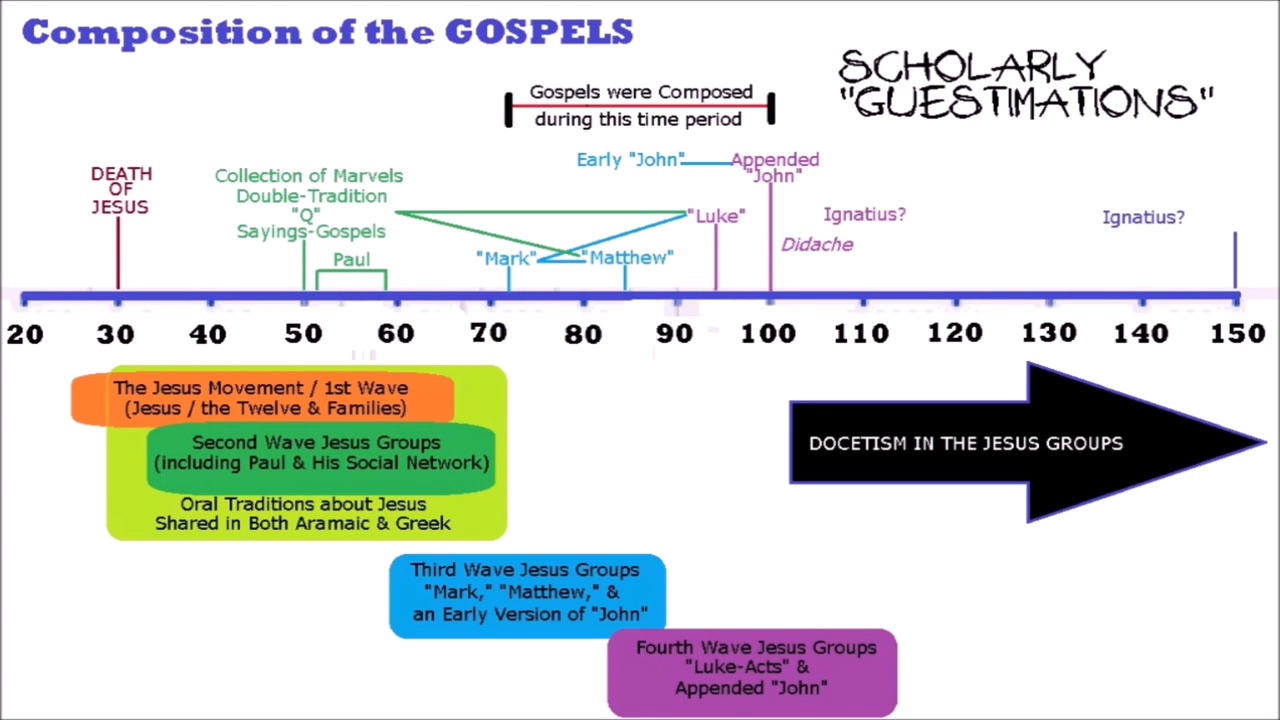 Composition of the GOSPELS
SCHOLARLY
"GUESTIMATIONS"
Gospels were Composed
during this time period
Early "John"
Appended
"John"
DEATH
OF
JESUS
Collection of Marvels
Double-Tradition
"Q"
Sayings-Gospels
Paul
"Mark"
"Matthew"
"Luke"
Ignatius?
Didache
Ignatius?
20 30 40 50 60 70 80 90 100 110 120 130 140 150
The Jesus Movement / 1st Wave
(Jesus / the Twelve & Families)
Second Wave Jesus Groups
(including Paul & His Social Network)
Oral Traditions about Jesus
Shared in Both Aramaic & Greek
DOCETISM IN THE JESUS GROUPS
Third Wave Jesus Groups
"Mark," "Matthew," &
an Early Version of "John"
Fourth Wave Jesus Groups
"Luke-Acts" &
Appended "John"